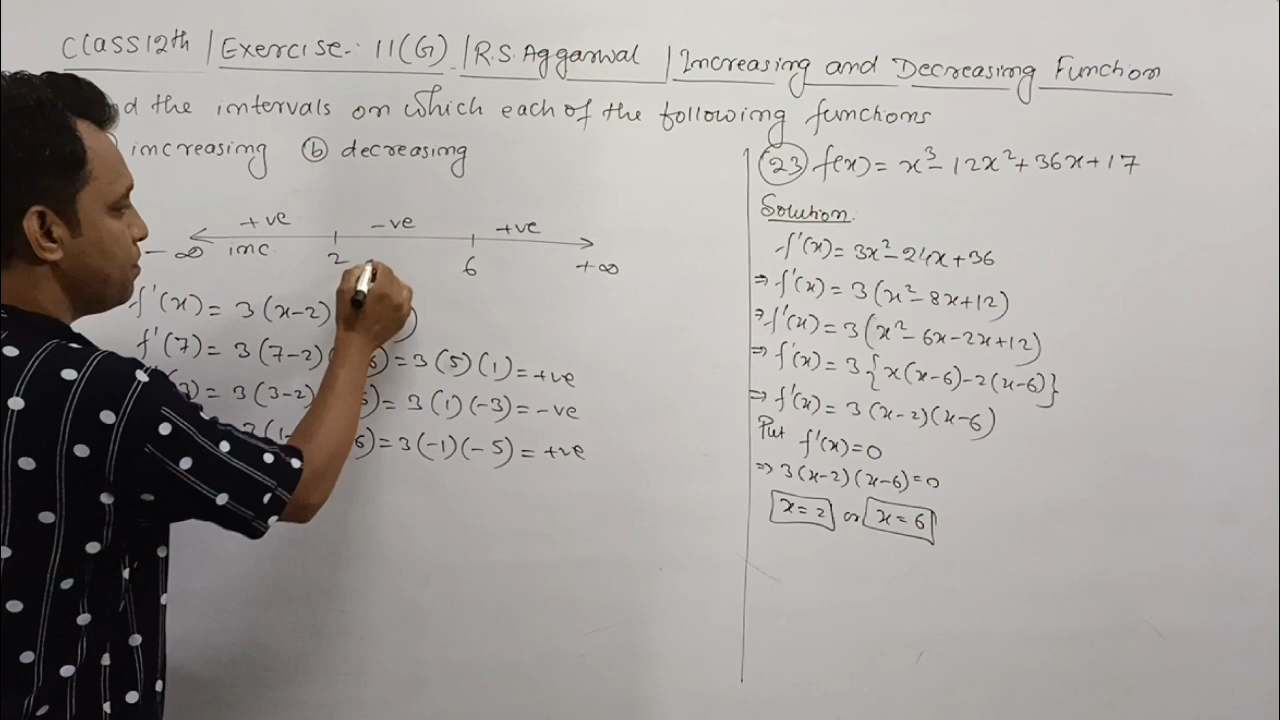 Class 12th | Exercise:- 11(G) | R.S. Aggarwal | Increasing and Decreasing Function
the intervals on which each of the following functions
increasing ⓑ decreasing
+ve -ve +ve
-∞ inc. 2 6 +∞
f'(x) = 3(x-2)
f'(7) = 3(7-2) = 3(5)(1) = +ve
3(3-2) = 3(1)(-3) = -ve
= 3(-1)(-5) = +ve
(23) f(x) = x³ - 12x² + 36x + 17
Solution.
f'(x) = 3x² - 24x + 36
⇒ f'(x) = 3(x² - 8x + 12)
⇒ f'(x) = 3(x² - 6x - 2x + 12)
⇒ f'(x) = 3{x(x-6) - 2(x-6)}
⇒ f'(x) = 3(x-2)(x-6)
Put f'(x) = 0
⇒ 3(x-2)(x-6) = 0
x = 2 or x = 6